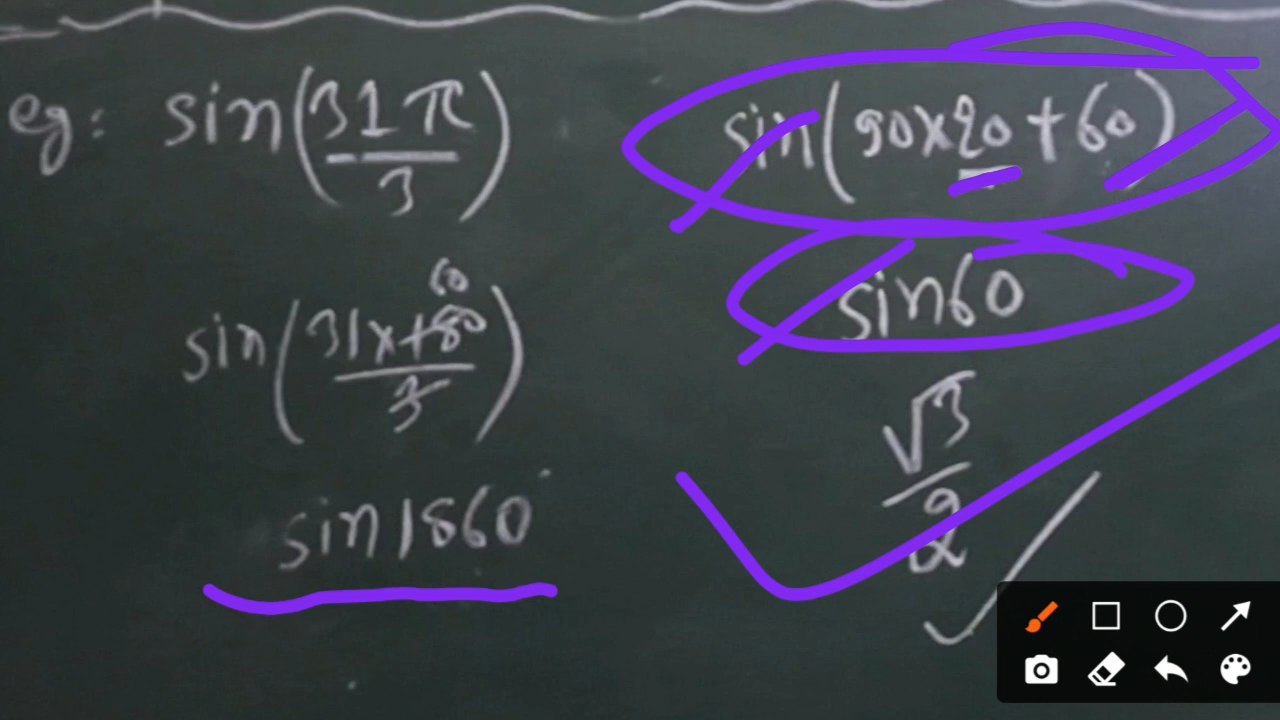 eg: sin(31π/3)
sin(31×180/3)
60
sin1860°
sin(90×20+60)
sin60
√3/2